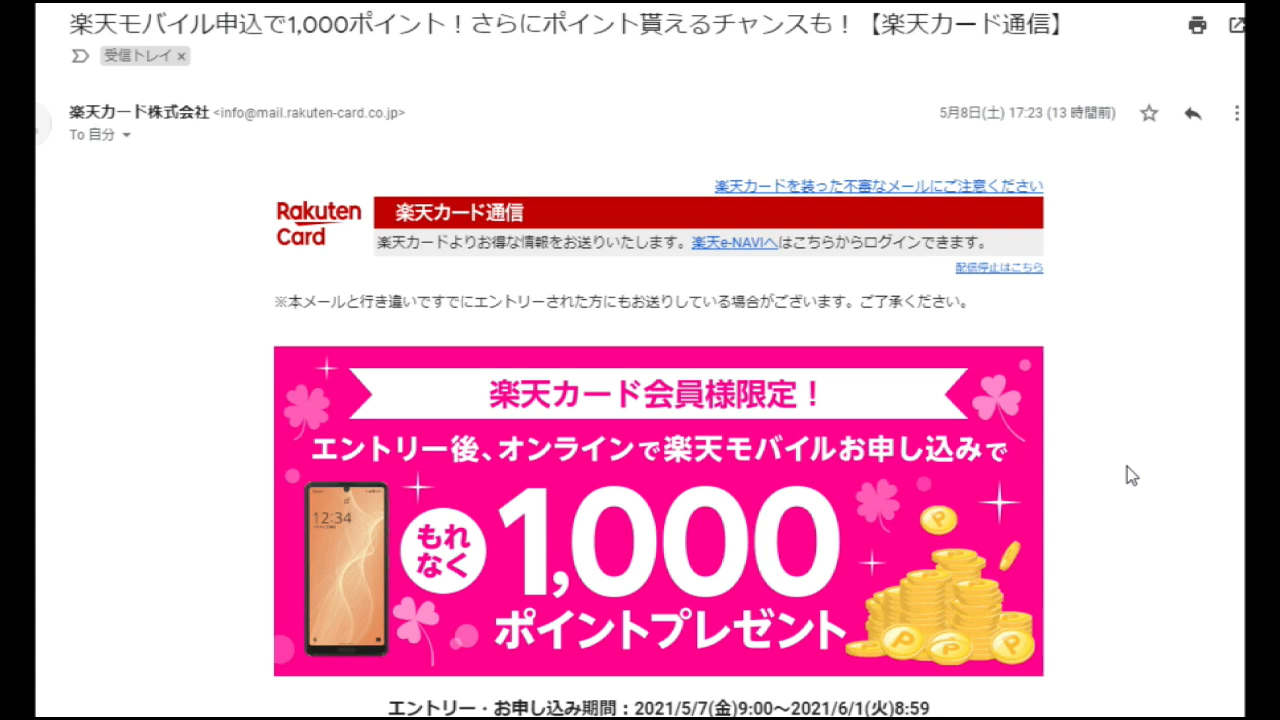 楽天モバイル申込で1,000ポイント！さらにポイント貰えるチャンスも！【楽天カード通信】
受信トレイ ×
楽天カード株式会社 <info@mail.rakuten-card.co.jp>
5月8日(土) 17:23 (13 時間前)
To 自分
楽天カードを装った不審なメールにご注意ください
Rakuten
Card
楽天カード通信
楽天カードよりお得な情報をお送りいたします。楽天e-NAVIへはこちらからログインできます。
配信停止はこちら
※本メールと行き違いですでにエントリーされた方にもお送りしている場合がございます。ご了承ください。
楽天カード会員様限定！
エントリー後、オンラインで楽天モバイルお申し込みで
12:34
もれ
なく
1,000
ポイントプレゼント
エントリー・お申し込み期間：2021/5/7(金)9:00～2021/6/1(火)8:59